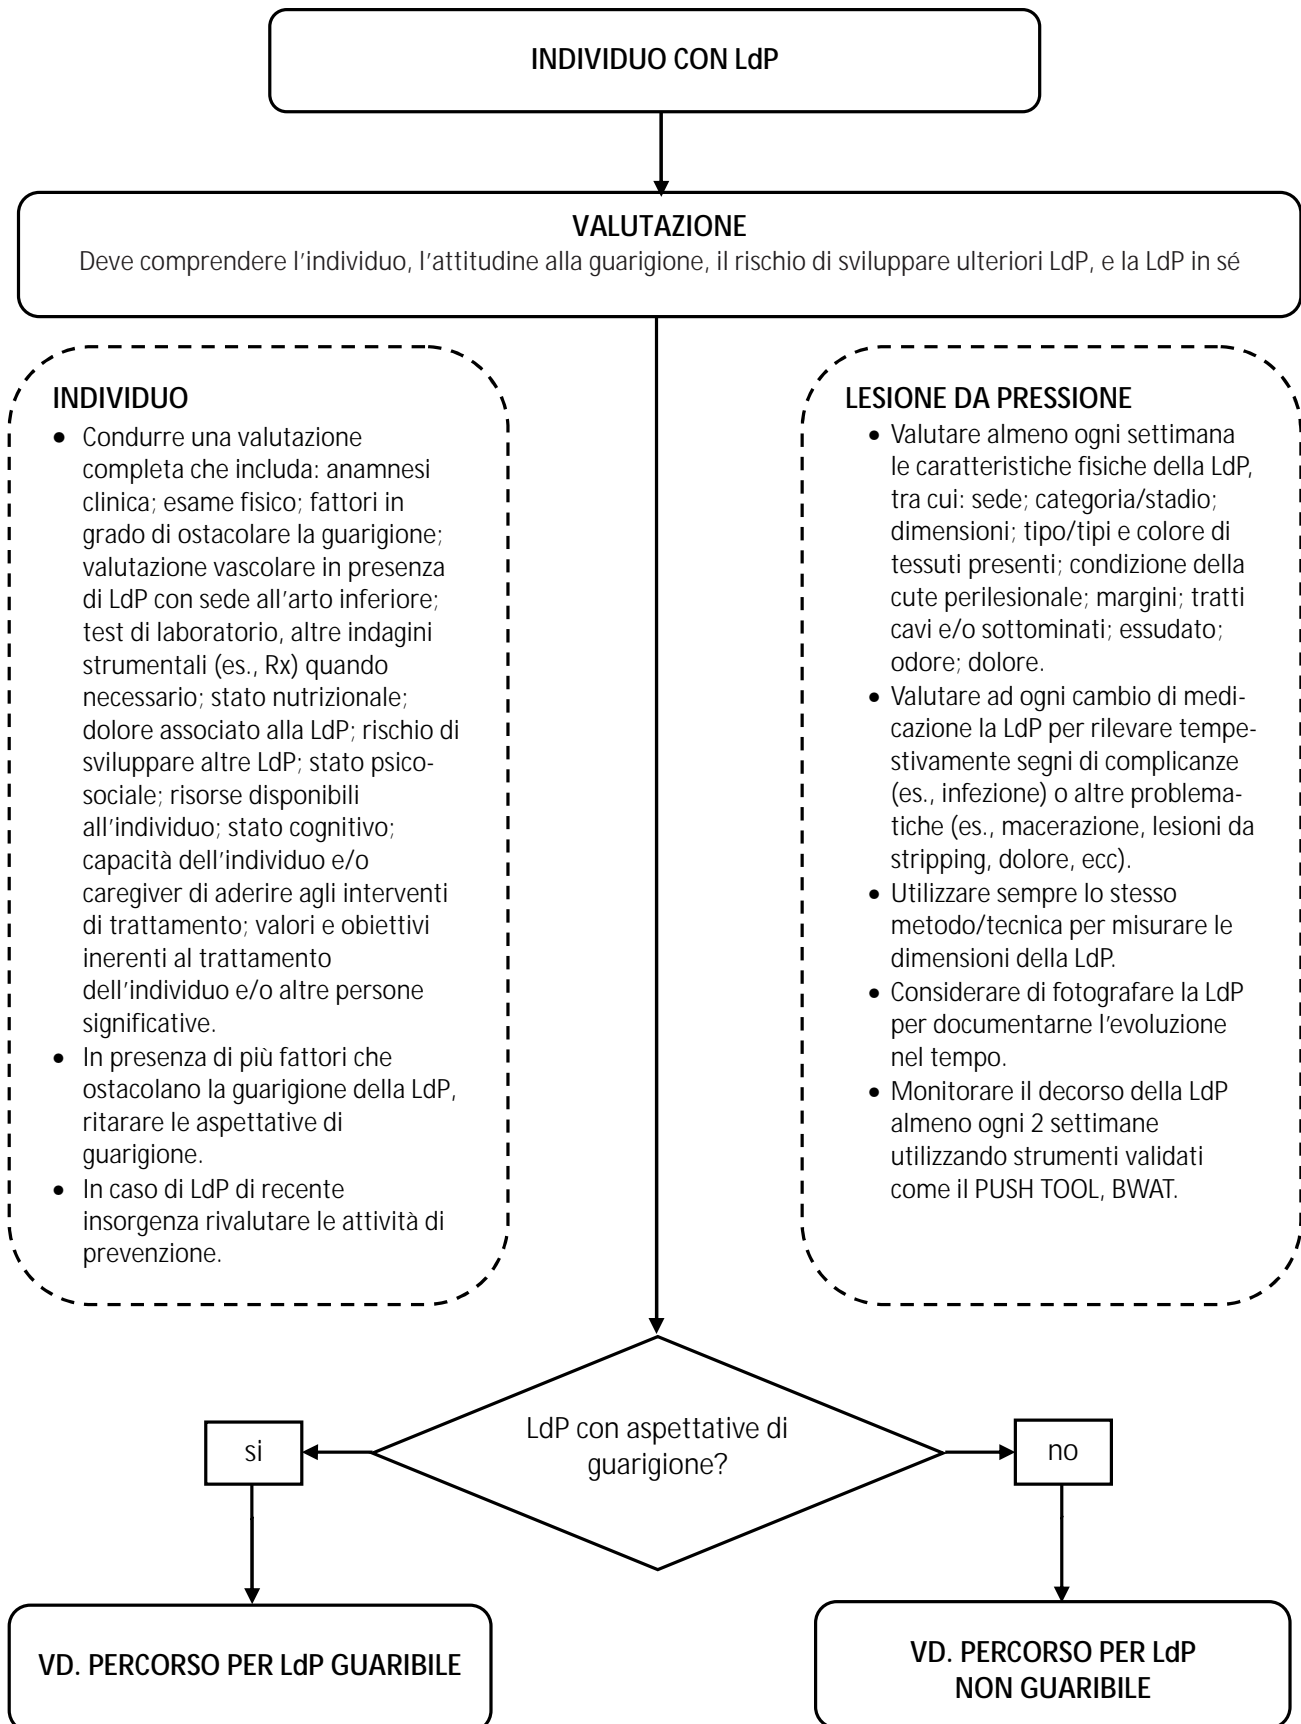 INDIVIDUO CON LdP
VALUTAZIONE
Deve comprendere l'individuo, l'attitudine alla guarigione, il rischio di sviluppare ulteriori LdP, e la LdP in sé
INDIVIDUO
• Condurre una valutazione
completa che includa: anamnesi
clinica; esame fisico; fattori in
grado di ostacolare la guarigione;
valutazione vascolare in presenza
di LdP con sede all'arto inferiore;
test di laboratorio, altre indagini
strumentali (es., Rx) quando
necessario; stato nutrizionale;
dolore associato alla LdP; rischio di
sviluppare altre LdP; stato psico-
sociale; risorse disponibili
all'individuo; stato cognitivo;
capacità dell'individuo e/o
caregiver di aderire agli interventi
di trattamento; valori e obiettivi
inerenti al trattamento
dell'individuo e/o altre persone
significative.
• In presenza di più fattori che
ostacolano la guarigione della LdP,
ritarare le aspettative di
guarigione.
• In caso di LdP di recente
insorgenza rivalutare le attività di
prevenzione.
LESIONE DA PRESSIONE
• Valutare almeno ogni settimana
le caratteristiche fisiche della LdP,
tra cui: sede; categoria/stadio;
dimensioni; tipo/tipi e colore di
tessuti presenti; condizione della
cute perilesionale; margini; tratti
cavi e/o sottominati; essudato;
odore; dolore.
• Valutare ad ogni cambio di medi-
cazione la LdP per rilevare tempe-
stivamente segni di complicanze
(es., infezione) o altre problema-
tiche (es., macerazione, lesioni da
stripping, dolore, ecc).
• Utilizzare sempre lo stesso
metodo/tecnica per misurare le
dimensioni della LdP.
• Considerare di fotografare la LdP
per documentarne l'evoluzione
nel tempo.
• Monitorare il decorso della LdP
almeno ogni 2 settimane
utilizzando strumenti validati
come il PUSH TOOL, BWAT.
LdP con aspettative di
guarigione?
si
no
VD. PERCORSO PER LdP GUARIBILE
VD. PERCORSO PER LdP
NON GUARIBILE